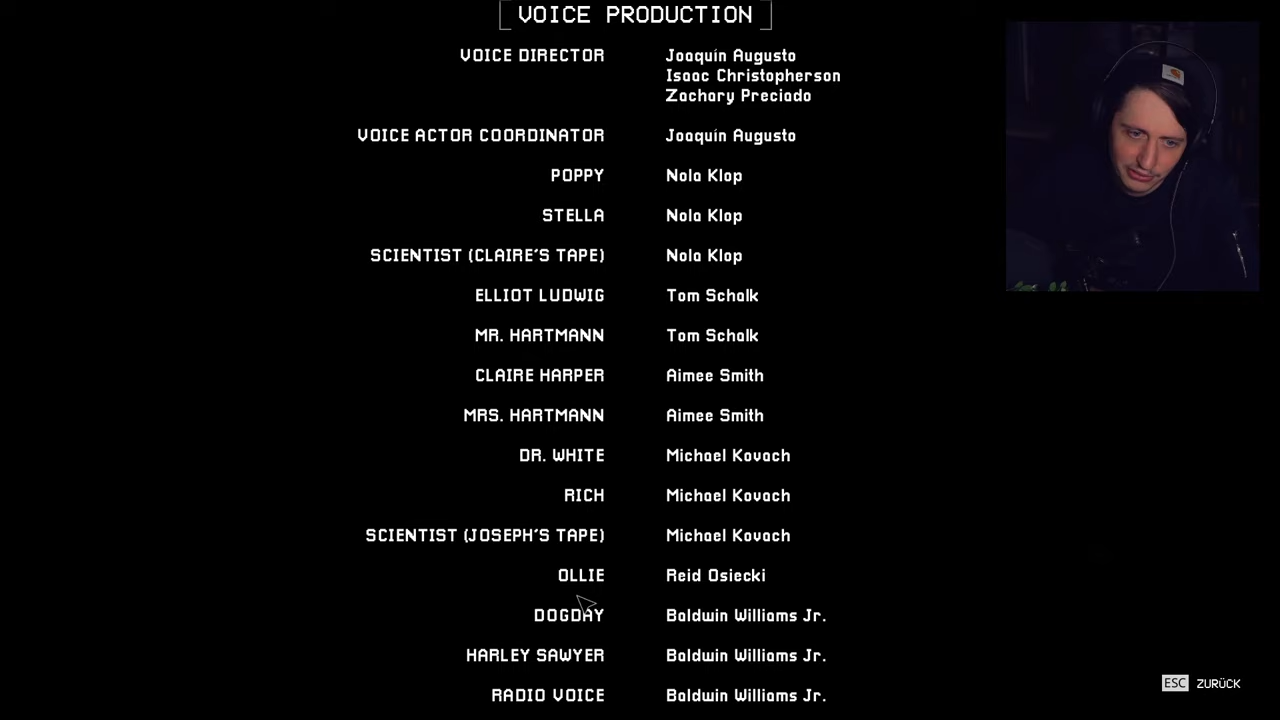 VOICE PRODUCTION
VOICE DIRECTOR Joaquín Augusto
Isaac Christopherson
Zachary Preciado
VOICE ACTOR COORDINATOR Joaquín Augusto
POPPY Nola Klop
STELLA Nola Klop
SCIENTIST (CLAIRE'S TAPE) Nola Klop
ELLIOT LUDWIG Tom Schalk
MR. HARTMANN Tom Schalk
CLAIRE HARPER Aimee Smith
MRS. HARTMANN Aimee Smith
DR. WHITE Michael Kovach
RICH Michael Kovach
SCIENTIST (JOSEPH'S TAPE) Michael Kovach
OLLIE Reid Osiecki
DOGDAY Baldwin Williams Jr.
HARLEY SAWYER Baldwin Williams Jr.
RADIO VOICE Baldwin Williams Jr.
ESC ZURÜCK